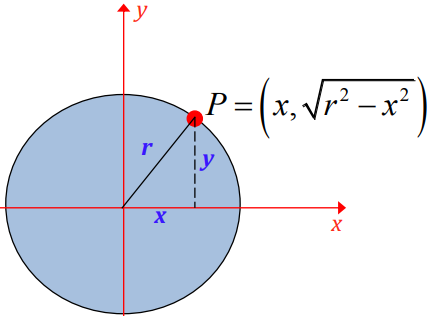 y
P = (x, √(r² − x²))
r
y
x
x